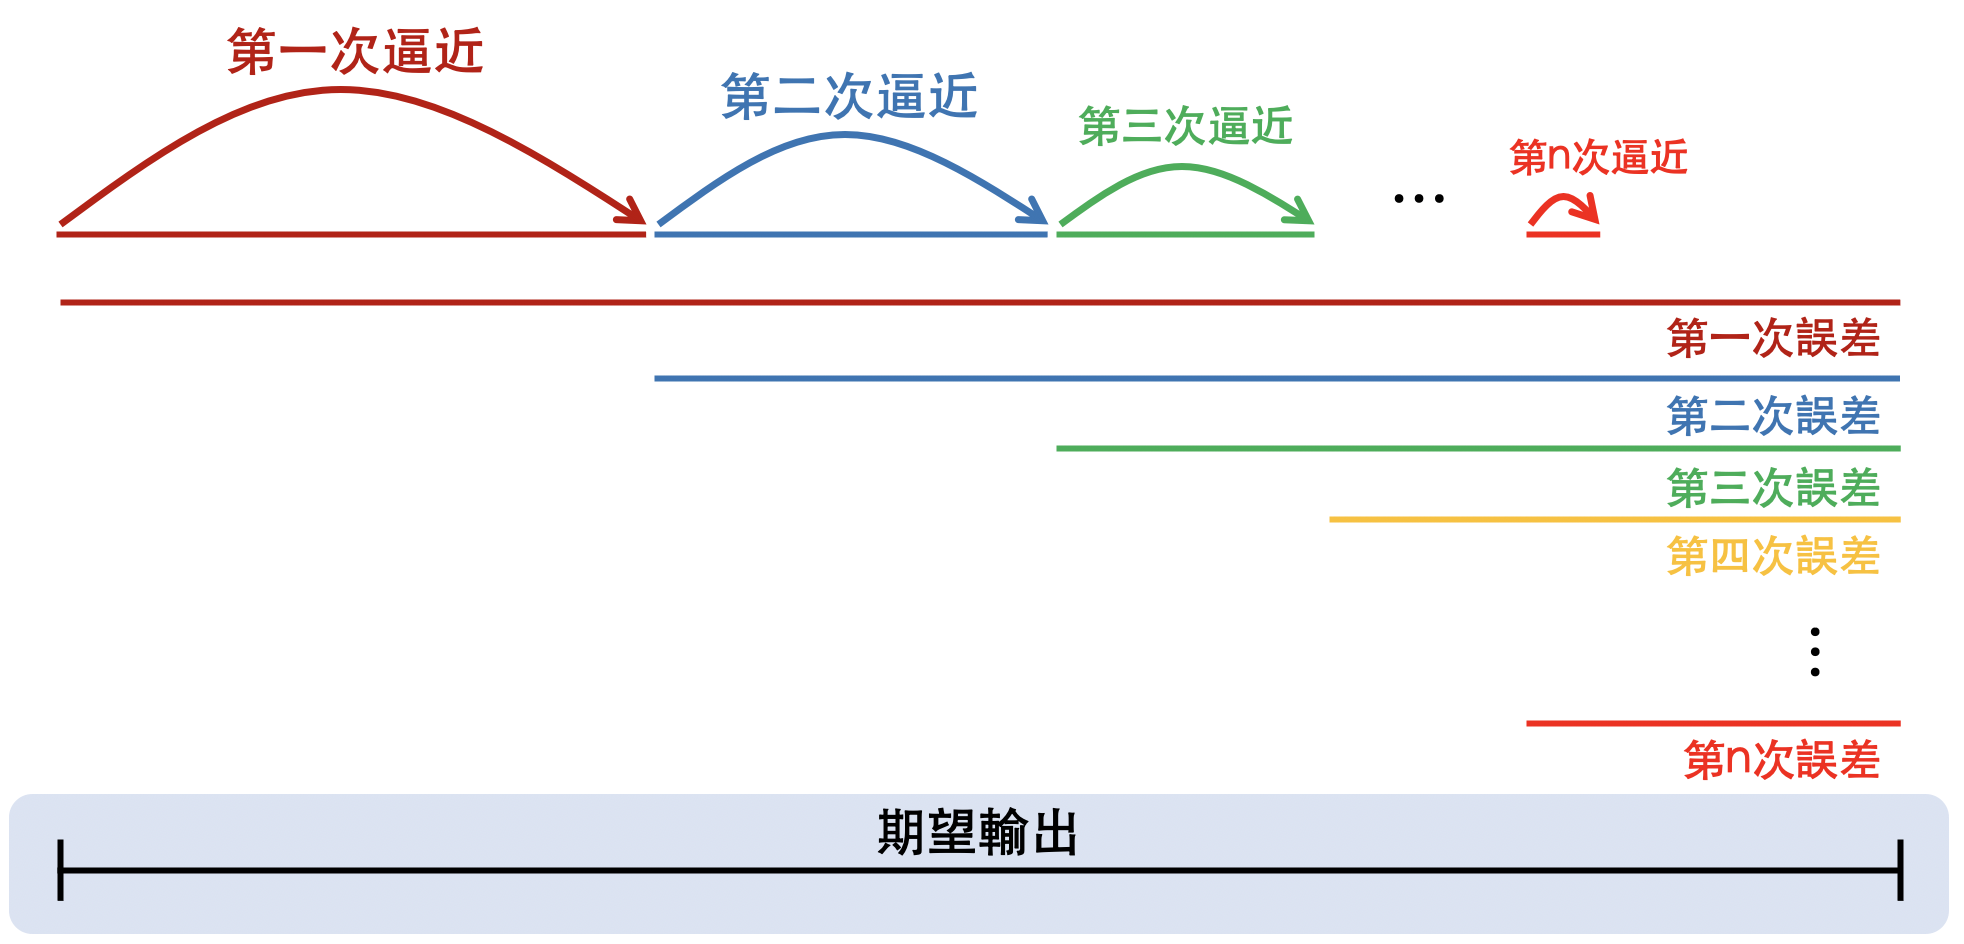 第一次逼近
第二次逼近
第三次逼近
...
第n次逼近
第一次誤差
第二次誤差
第三次誤差
第四次誤差
⋮
第n次誤差
期望輸出